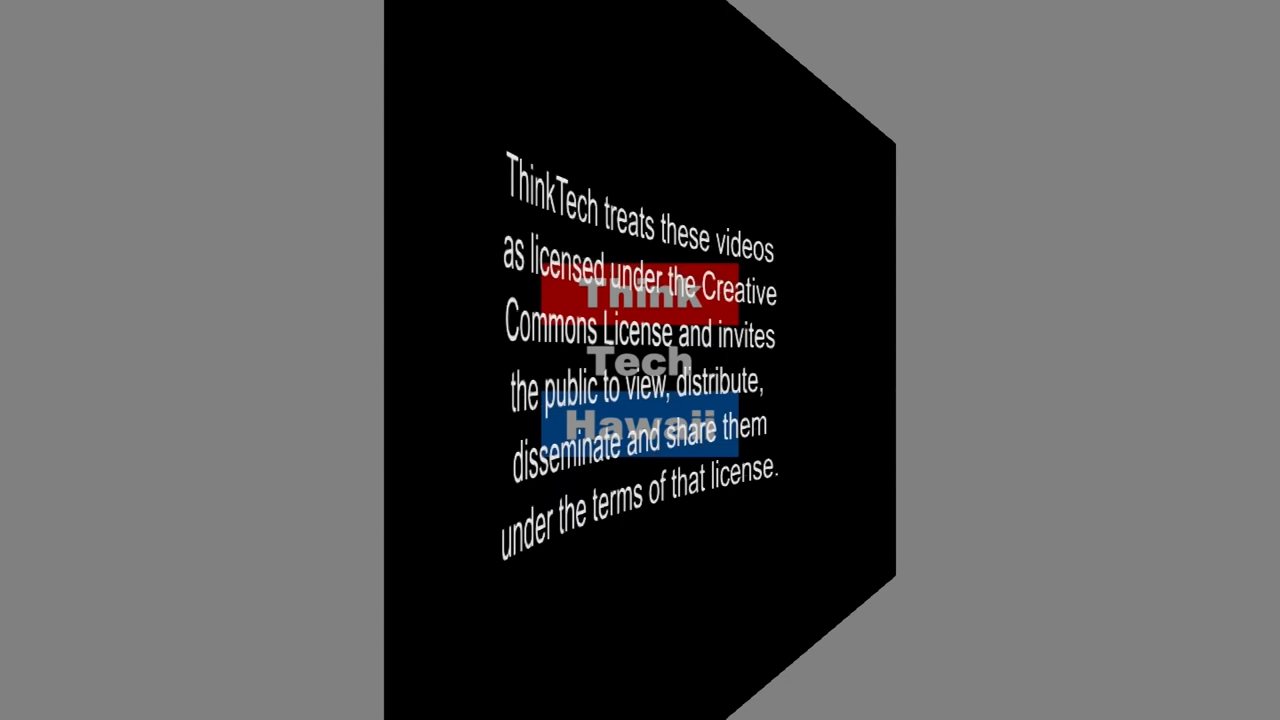 ThinkTech treats these videos
as licensed under the Creative
Commons License and invites
the public to view, distribute,
disseminate and share them
under the terms of that license.
Think
Tech
Hawaii